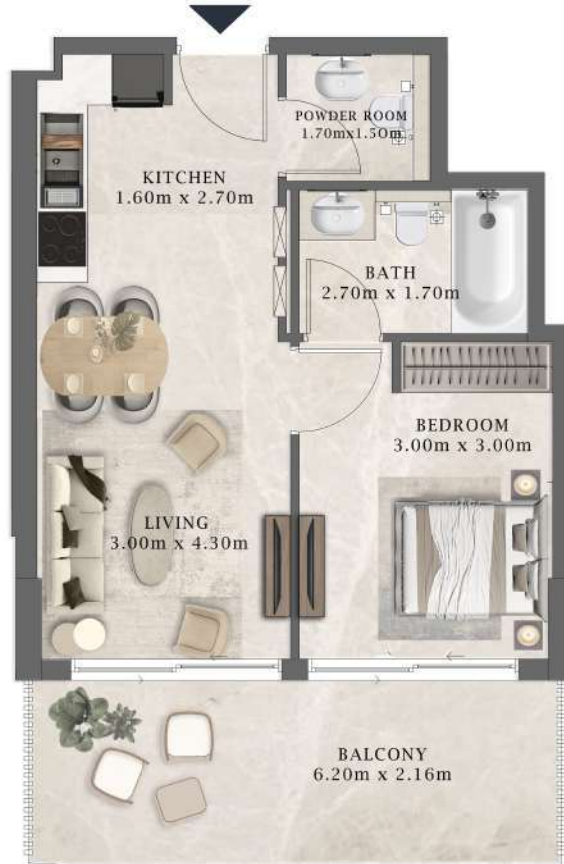 POWDER ROOM
1.70mx1.50m
KITCHEN
1.60m x 2.70m
BATH
2.70m x 1.70m
BEDROOM
3.00m x 3.00m
LIVING
3.00m x 4.30m
BALCONY
6.20m x 2.16m